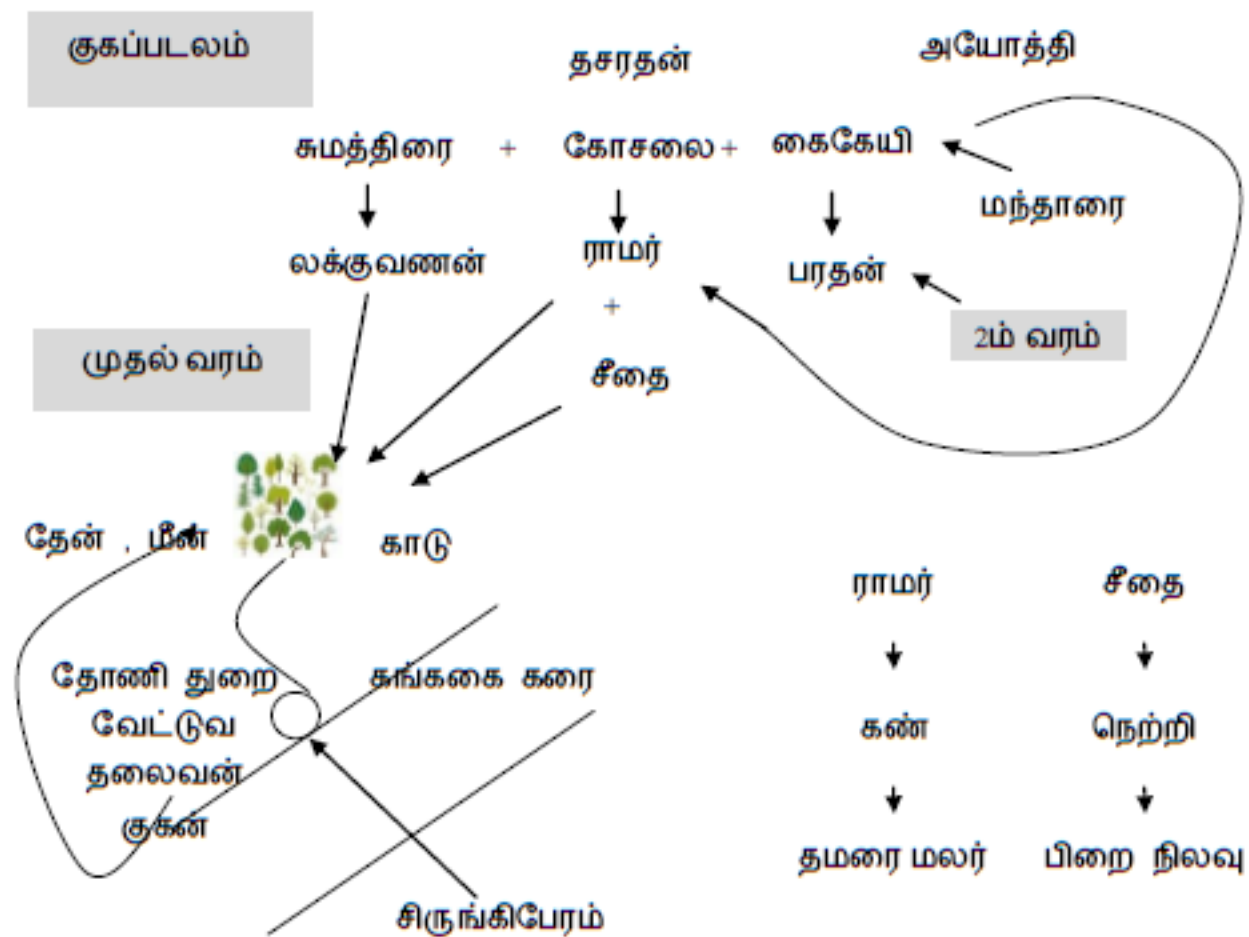 குகப்படலம்
தசரதன்
அயோத்தி
சுமத்திரை + கோசலை + கைகேயி
மந்தாரை
லக்குவணன்
ராமர்
பரதன்
+
2ம் வரம்
முதல் வரம்
சீதை
தேன் , மீன்
காடு
ராமர்
சீதை
தோணி துறை
கங்ககை கரை
வேட்டுவ
கண்
நெற்றி
தலைவன்
குகன்
தமரை மலர்
பிறை நிலவு
சிருங்கிபேரம்